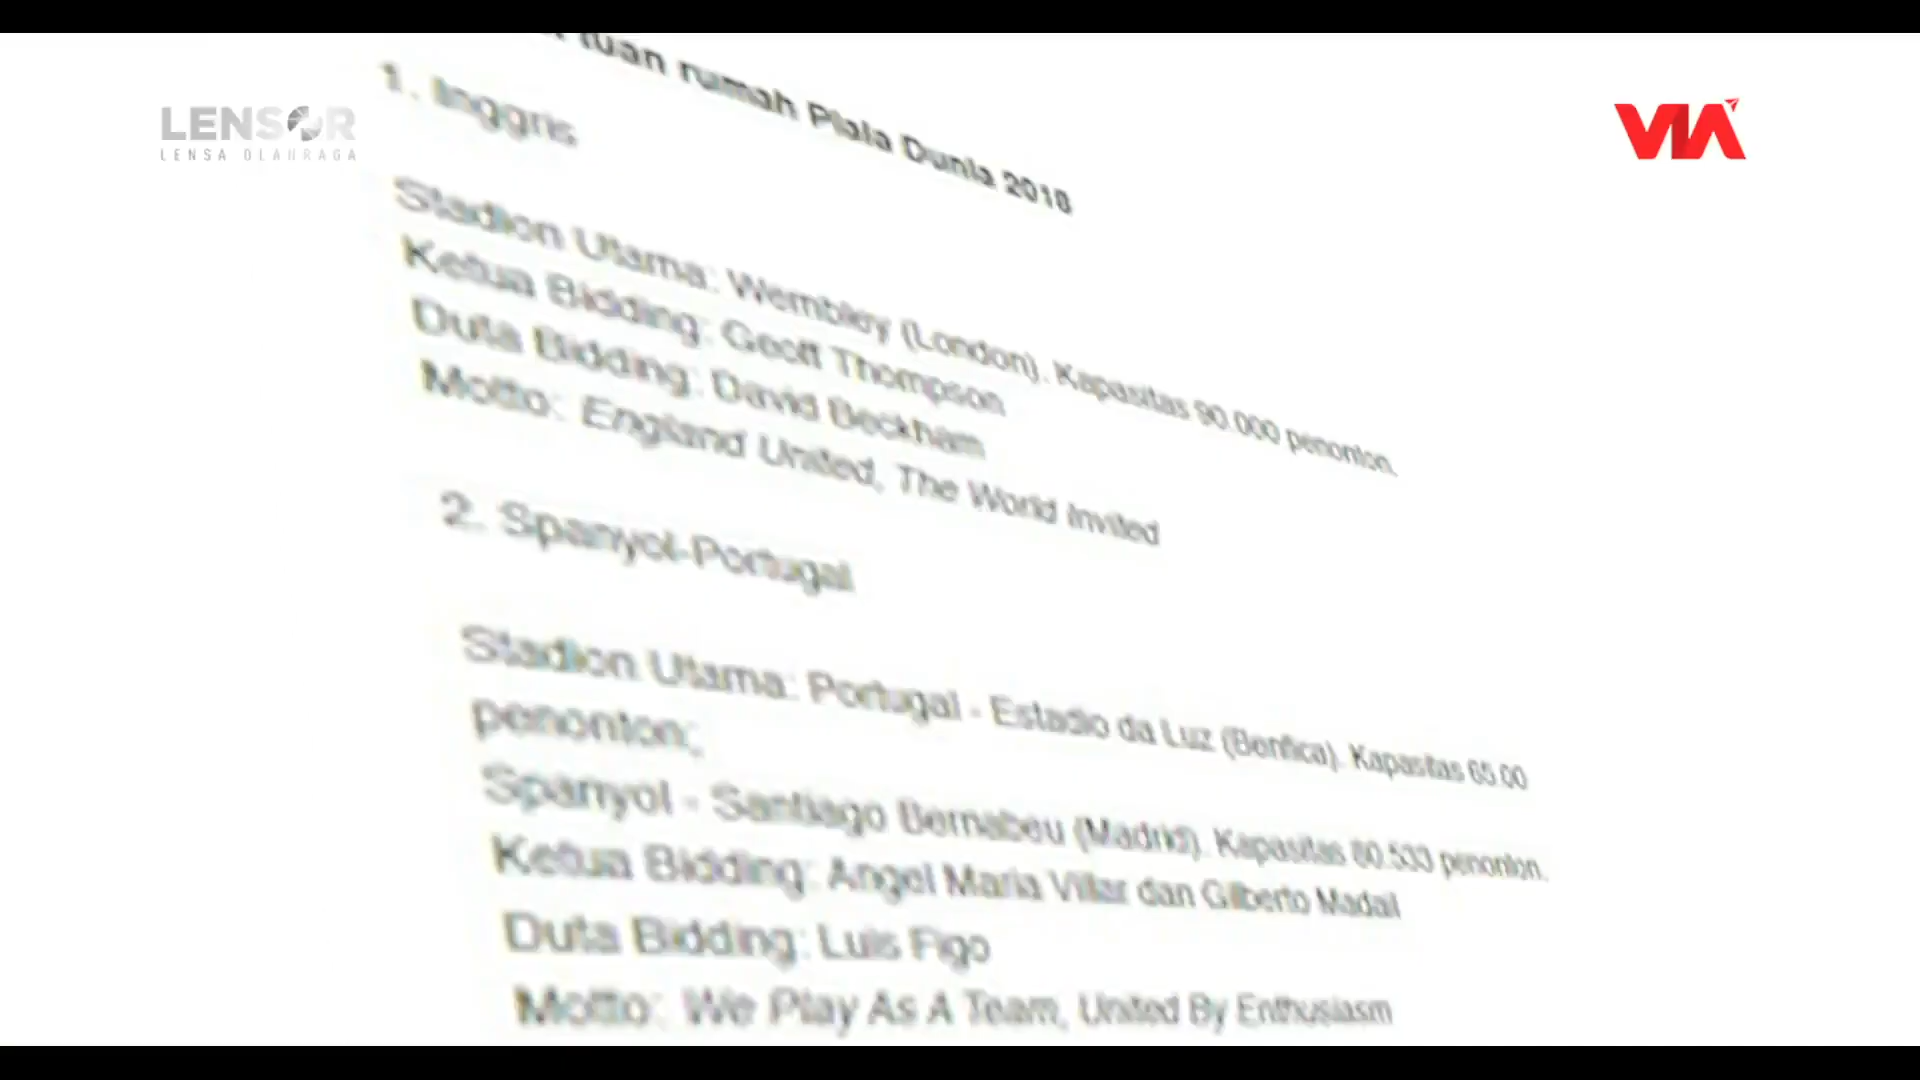 LENSOR
LENSA OLAHRAGA
VIA
tuan rumah Piala Dunia 2018
1. Inggris
Stadion Utama: Wembley (London). Kapasitas 90.000 penonton.
Ketua Bidding: Geoff Thompson
Duta Bidding: David Beckham
Motto: England United, The World Invited
2. Spanyol-Portugal
Stadion Utama: Portugal - Estadio da Luz (Benfica). Kapasitas 65.00
penonton;
Spanyol - Santiago Bernabeu (Madrid). Kapasitas 80.533 penonton.
Ketua Bidding: Angel Maria Villar dan Gilberto Madail
Duta Bidding: Luis Figo
Motto: We Play As A Team, United By Enthusiasm